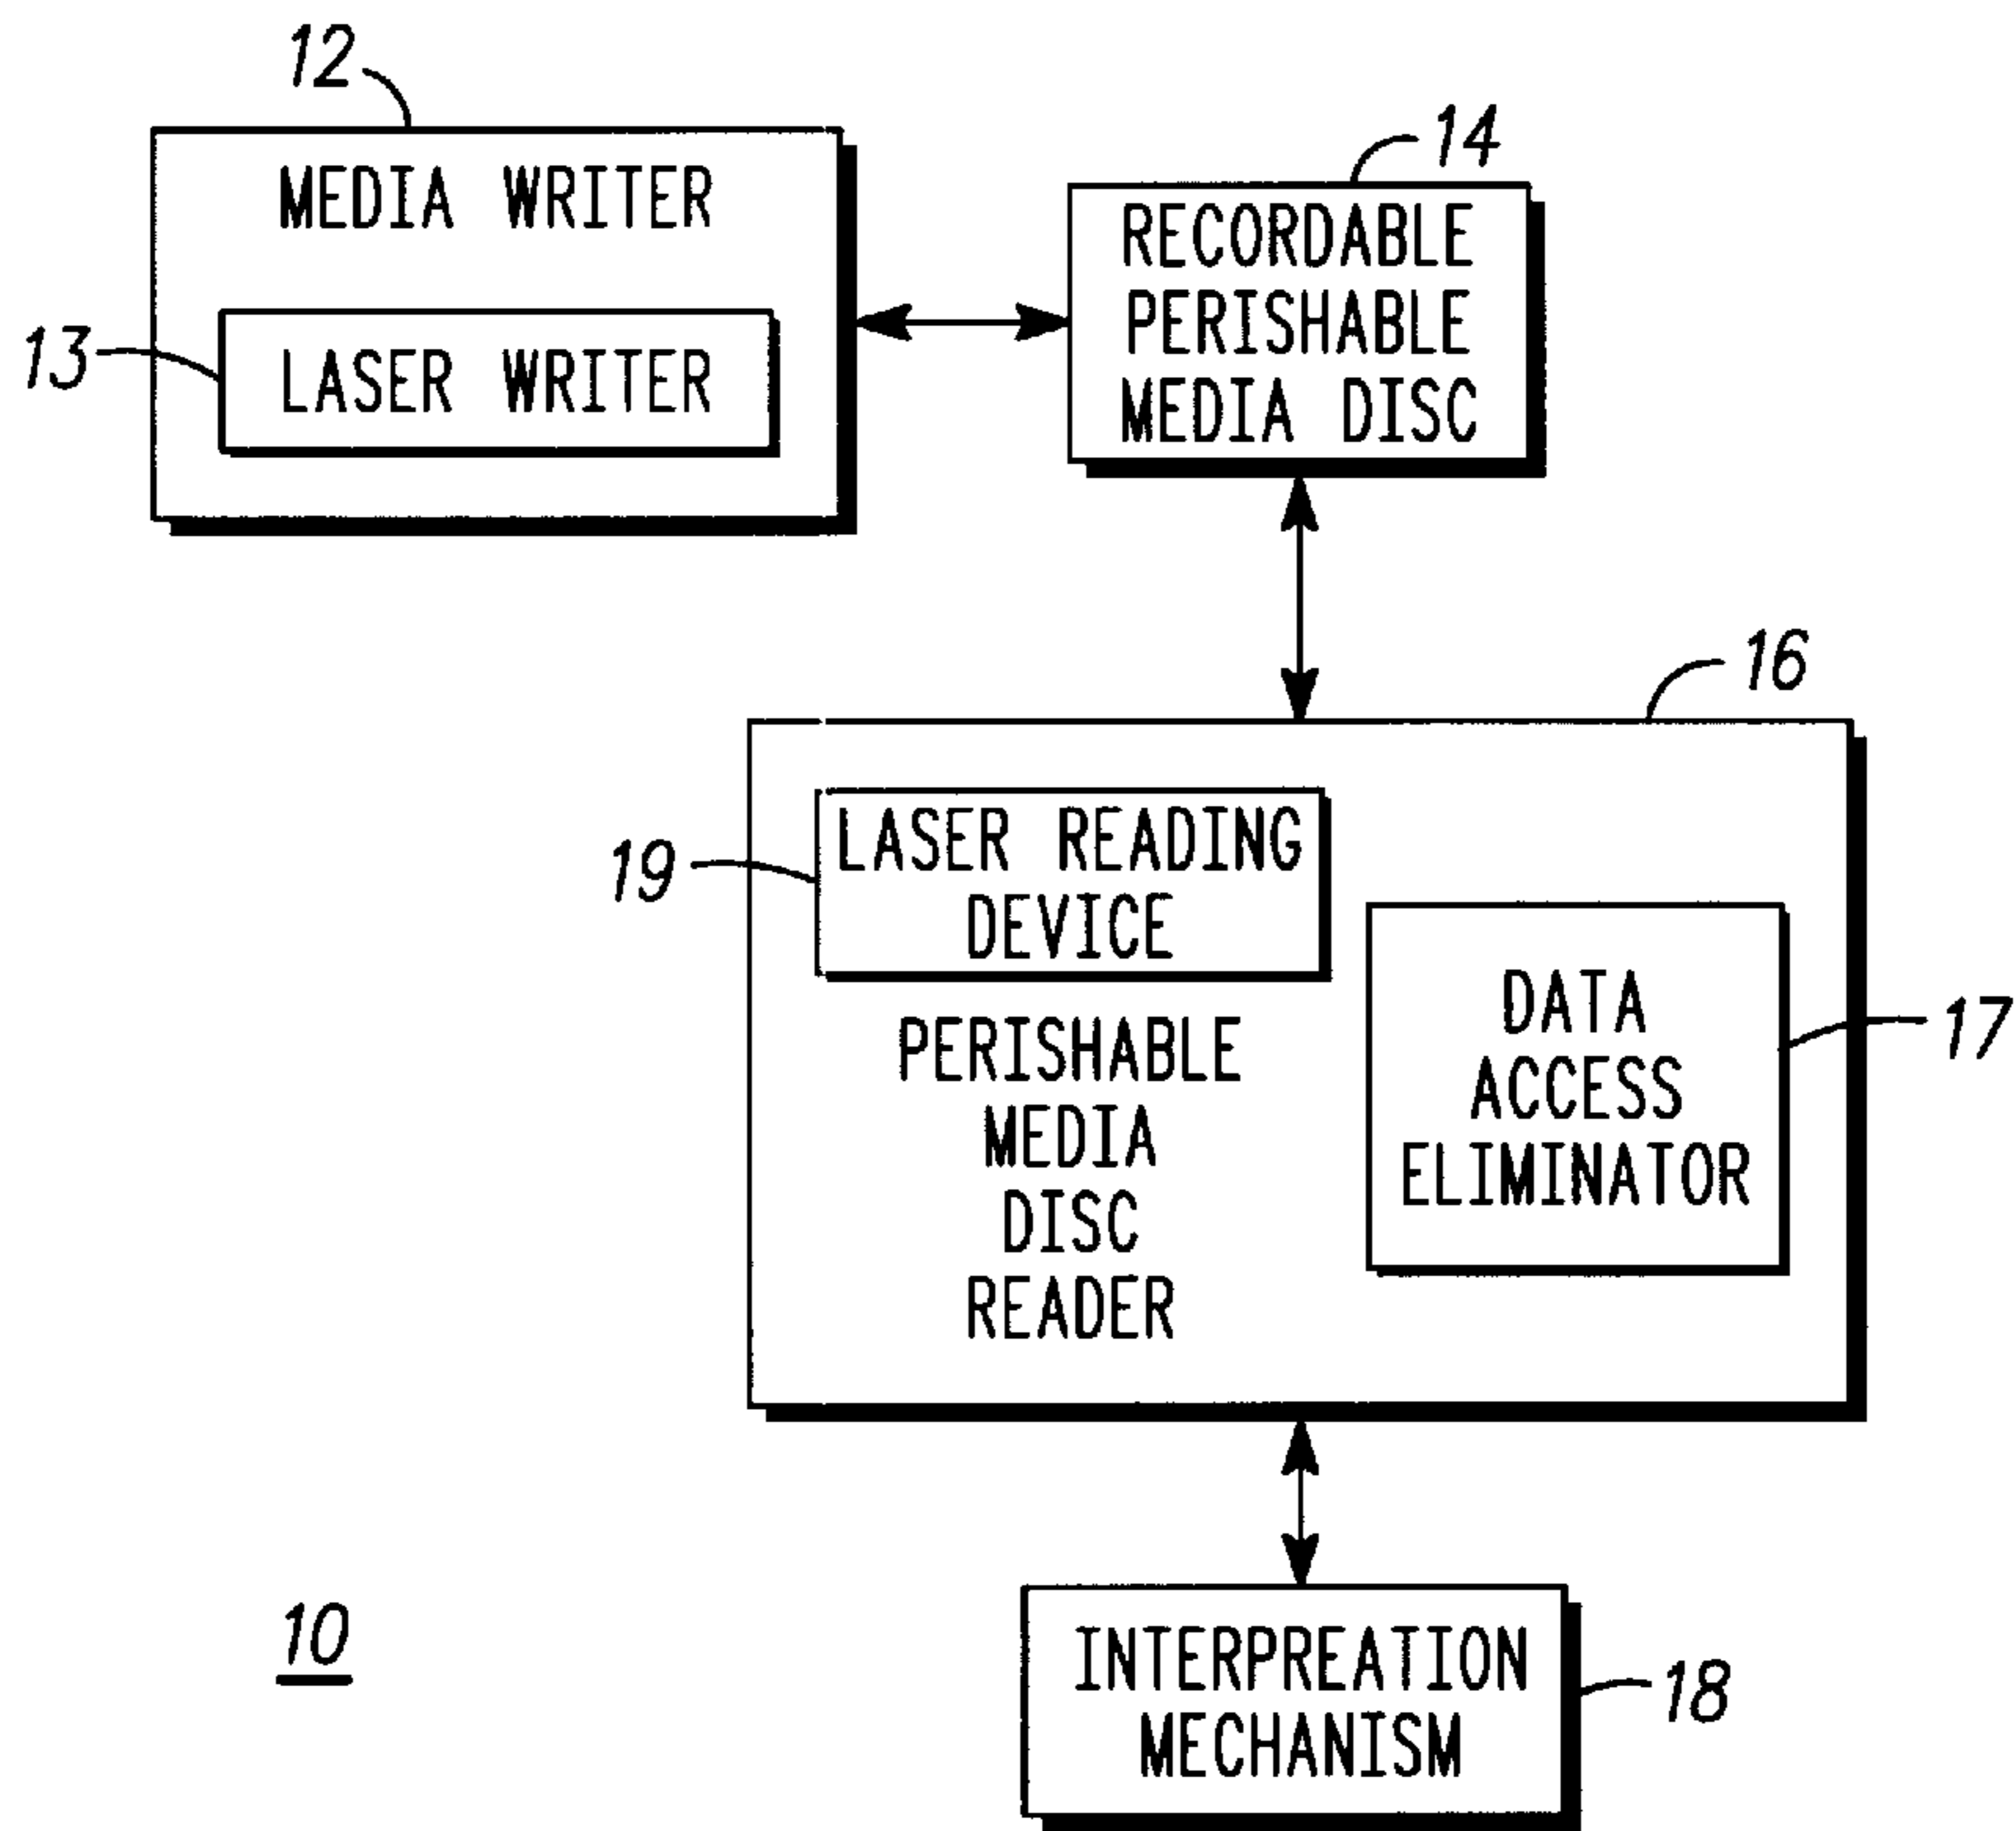 12
MEDIA WRITER
13
LASER WRITER
14
RECORDABLE
PERISHABLE
MEDIA DISC
16
19
LASER READING
DEVICE
PERISHABLE
MEDIA
DISC
READER
DATA
ACCESS
ELIMINATOR
17
10
INTERPREATION
MECHANISM
18